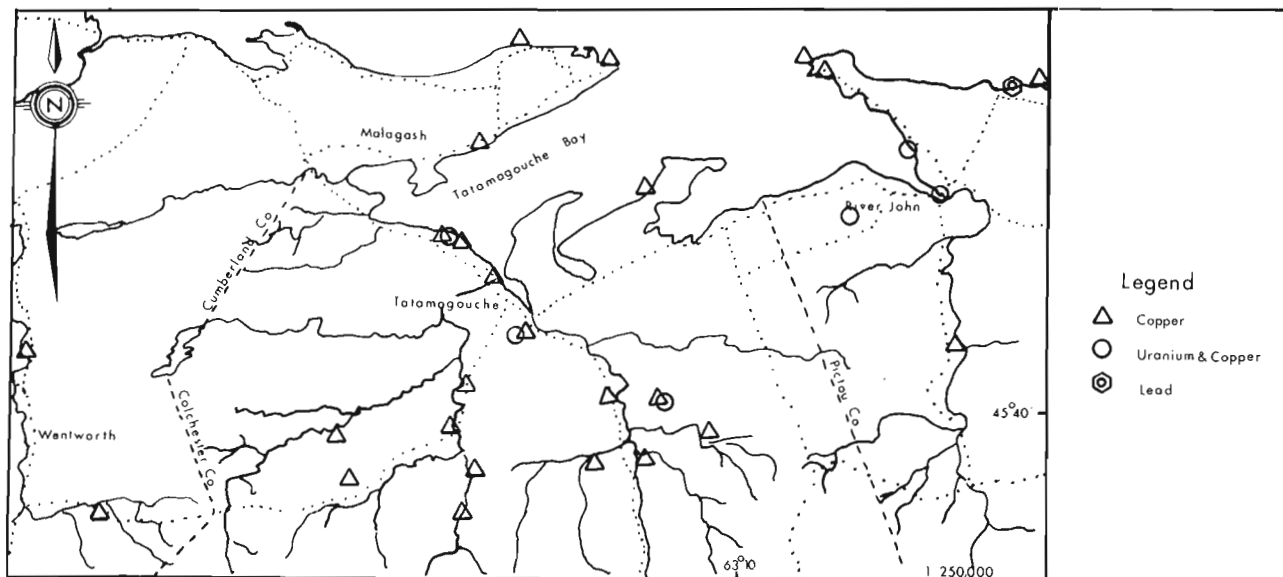 N
Malagash
Tatamagouche Bay
River John
Cumberland Co
Tatamagouche
Colchester Co
Pictou Co
Wentworth
45°40'
63°10
1 250,000
Legend
Copper
Uranium & Copper
Lead